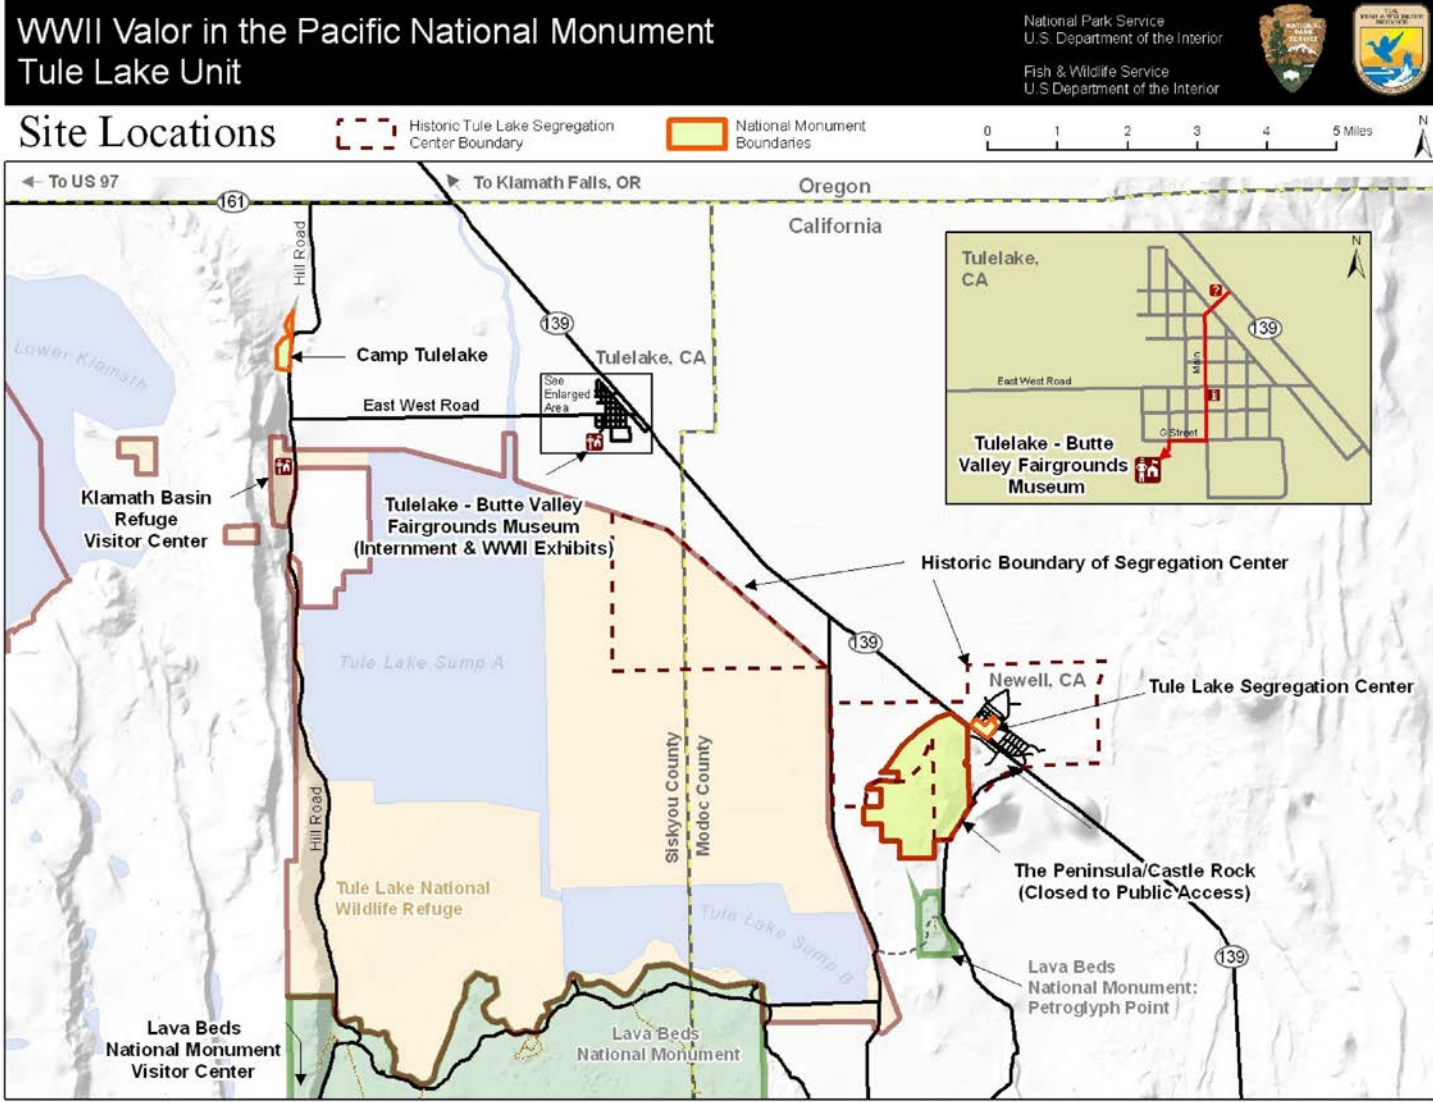 WWII Valor in the Pacific National Monument
Tule Lake Unit
National Park Service
U.S. Department of the Interior
Fish & Wildlife Service
U.S Department of the Interior
NATIONAL
PARK
SERVICE
Site Locations
Historic Tule Lake Segregation
Center Boundary
National Monument
Boundaries
0 1 2 3 4 5 Miles
N
To US 97
161
To Klamath Falls, OR
Oregon
California
Hill Road
Lower Klamath
Camp Tulelake
139
Tulelake, CA
See
Enlarged
Area
East West Road
Tulelake,
CA
N
?
139
Main
East West Road
G Street
Tulelake - Butte
Valley Fairgrounds
Museum
Klamath Basin
Refuge
Visitor Center
Tulelake - Butte Valley
Fairgrounds Museum
(Internment & WWII Exhibits)
Historic Boundary of Segregation Center
139
Tule Lake Sump A
Newell, CA
Tule Lake Segregation Center
Siskyou County
Modoc County
Hill Road
Tule Lake National
Wildlife Refuge
The Peninsula/Castle Rock
(Closed to Public Access)
Tule Lake Sump B
139
Lava Beds
National Monument:
Petroglyph Point
Lava Beds
National Monument
Visitor Center
Lava Beds
National Monument